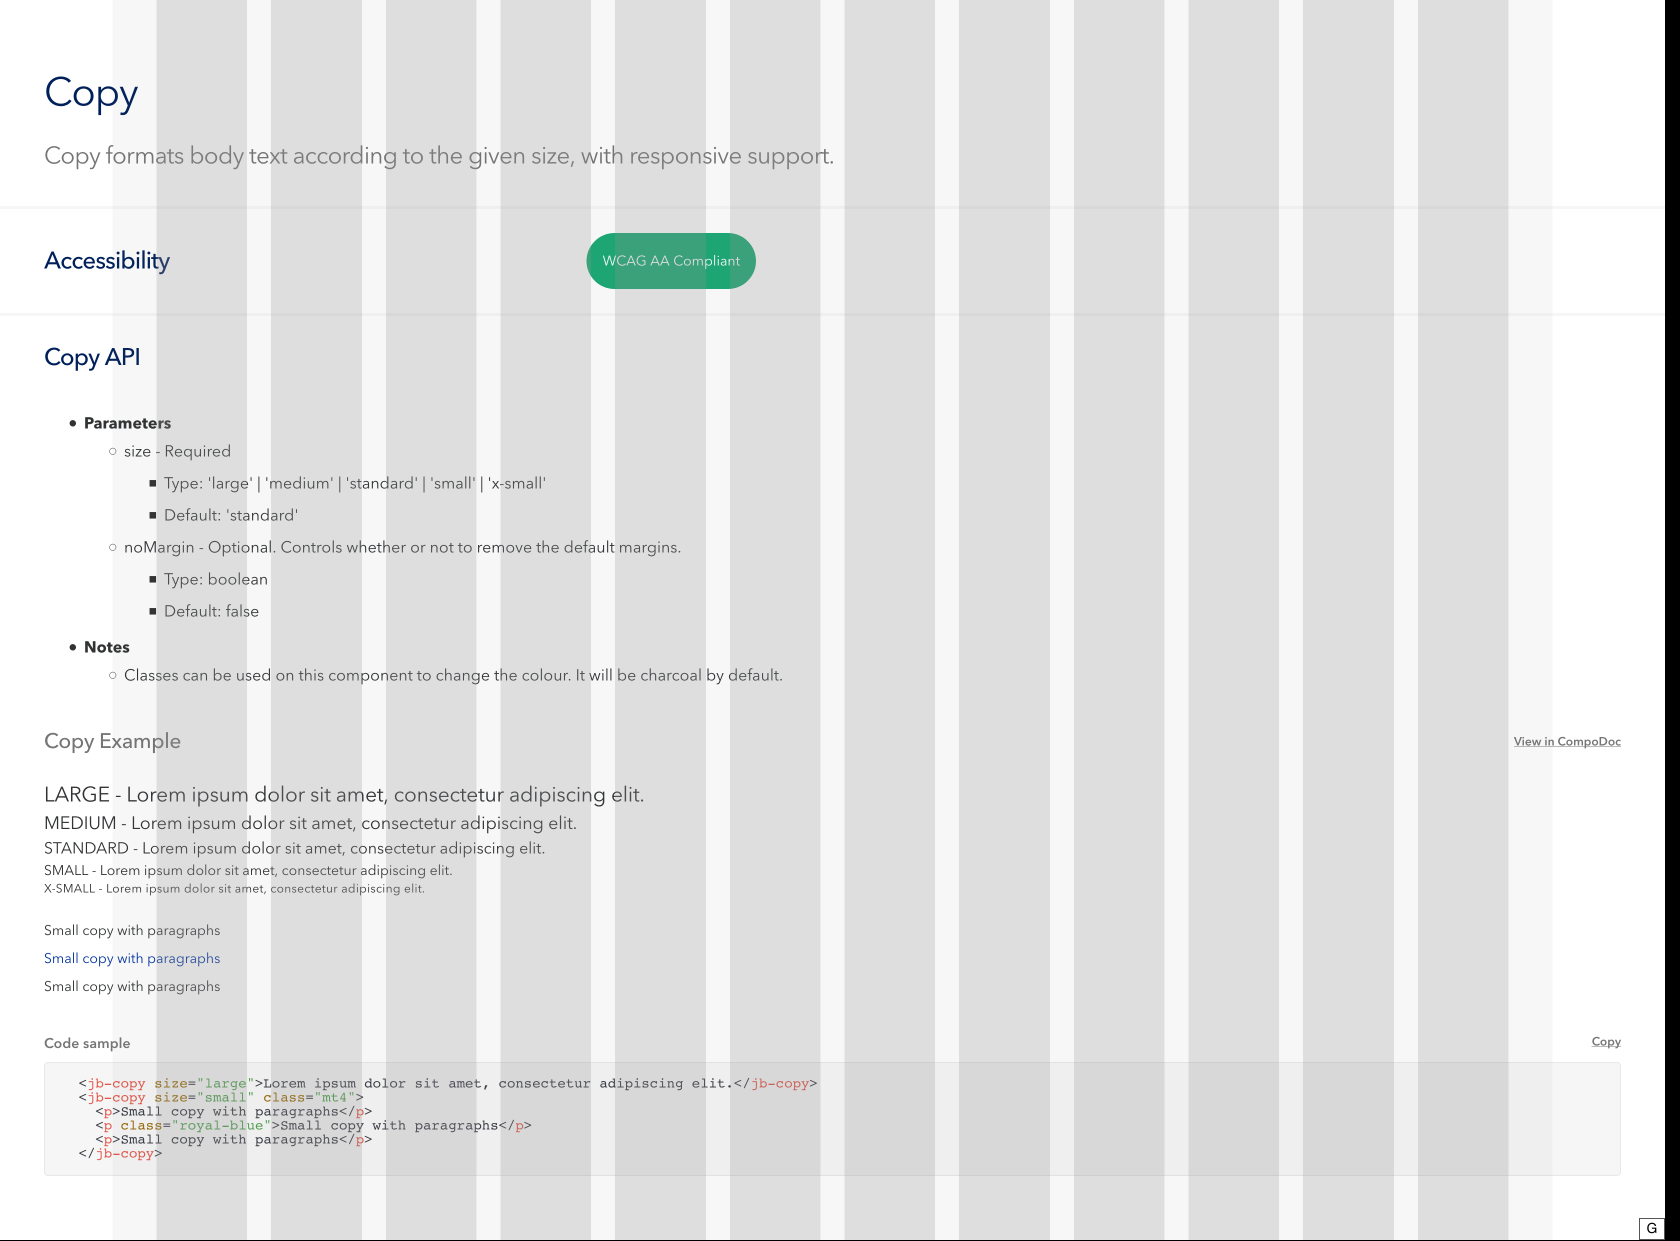 Copy
Copy formats body text according to the given size, with responsive support.
Accessibility
WCAG AA Compliant
Copy API
• Parameters
○ size - Required
▪ Type: 'large' | 'medium' | 'standard' | 'small' | 'x-small'
▪ Default: 'standard'
○ noMargin - Optional. Controls whether or not to remove the default margins.
▪ Type: boolean
▪ Default: false
• Notes
○ Classes can be used on this component to change the colour. It will be charcoal by default.
Copy Example
View in CompoDoc
LARGE - Lorem ipsum dolor sit amet, consectetur adipiscing elit.
MEDIUM - Lorem ipsum dolor sit amet, consectetur adipiscing elit.
STANDARD - Lorem ipsum dolor sit amet, consectetur adipiscing elit.
SMALL - Lorem ipsum dolor sit amet, consectetur adipiscing elit.
X-SMALL - Lorem ipsum dolor sit amet, consectetur adipiscing elit.
Small copy with paragraphs
Small copy with paragraphs
Small copy with paragraphs
Code sample
Copy
<jb-copy size="large">Lorem ipsum dolor sit amet, consectetur adipiscing elit.</jb-copy>
<jb-copy size="small" class="mt4">
<p>Small copy with paragraphs</p>
<p class="royal-blue">Small copy with paragraphs</p>
<p>Small copy with paragraphs</p>
</jb-copy>
G